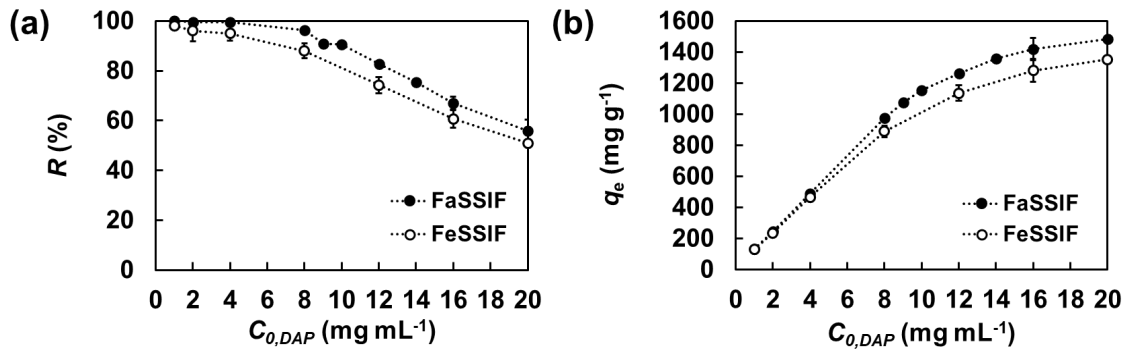 (a)
100
80
60
40
20
0
R (%)
FaSSIF
FeSSIF
0 2 4 6 8 10 12 14 16 18 20
C0,DAP (mg mL-1)
(b)
1600
1400
1200
1000
800
600
400
200
0
qe (mg g-1)
FaSSIF
FeSSIF
0 2 4 6 8 10 12 14 16 18 20
C0,DAP (mg mL-1)